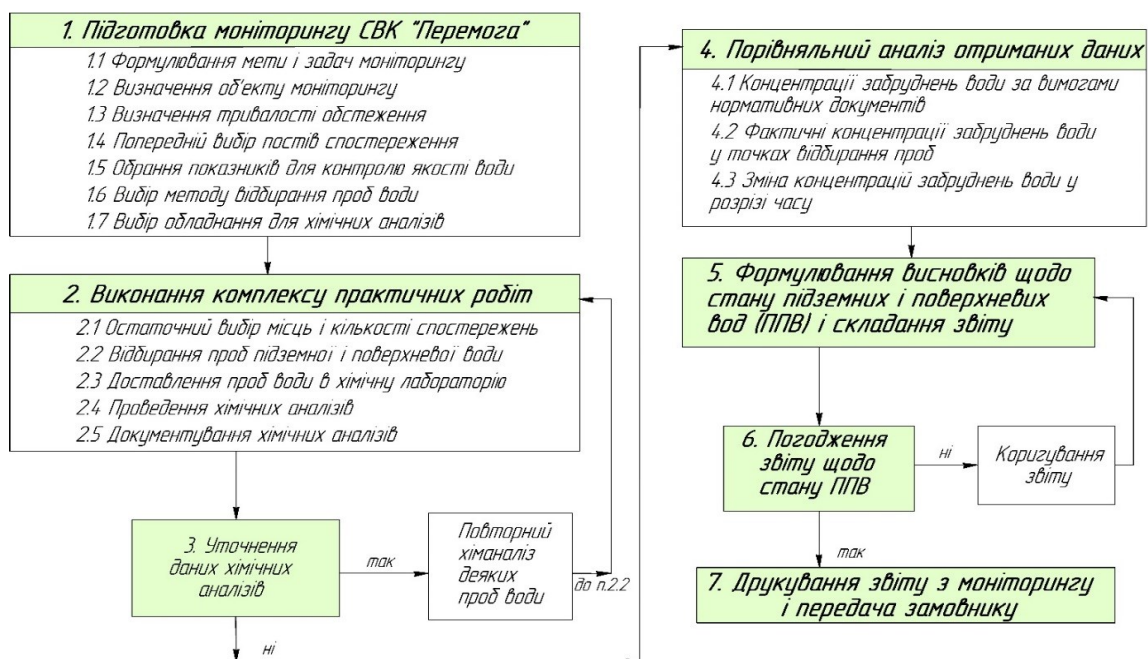 1. Підготовка моніторингу СВК "Перемога"
1.1 Формулювання мети і задач моніторингу
1.2 Визначення об'єкту моніторингу
1.3 Визначення тривалості обстеження
1.4 Попередній вибір постів спостереження
1.5 Обрання показників для контролю якості води
1.6 Вибір методу відбирання проб води
1.7 Вибір обладнання для хімічних аналізів
2. Виконання комплексу практичних робіт
2.1 Остаточний вибір місць і кількості спостережень
2.2 Відбирання проб підземної і поверхневої води
2.3 Доставлення проб води в хімічну лабораторію
2.4 Проведення хімічних аналізів
2.5 Документування хімічних аналізів
3. Уточнення
даних хімічних
аналізів
так
Повторний
хіманаліз
деяких
проб води
до п.2.2
ні
4. Порівняльний аналіз отриманих даних
4.1 Концентрації забруднень води за вимогами
нормативних документів
4.2 Фактичні концентрації забруднень води
у точках відбирання проб
4.3 Зміна концентрацій забруднень води у
розрізі часу
5. Формулювання висновків щодо
стану підземних і поверхневих
вод (ППВ) і складання звіту
6. Погодження
звіту щодо
стану ППВ
ні
Коригування
звіту
так
7. Друкування звіту з моніторингу
і передача замовнику